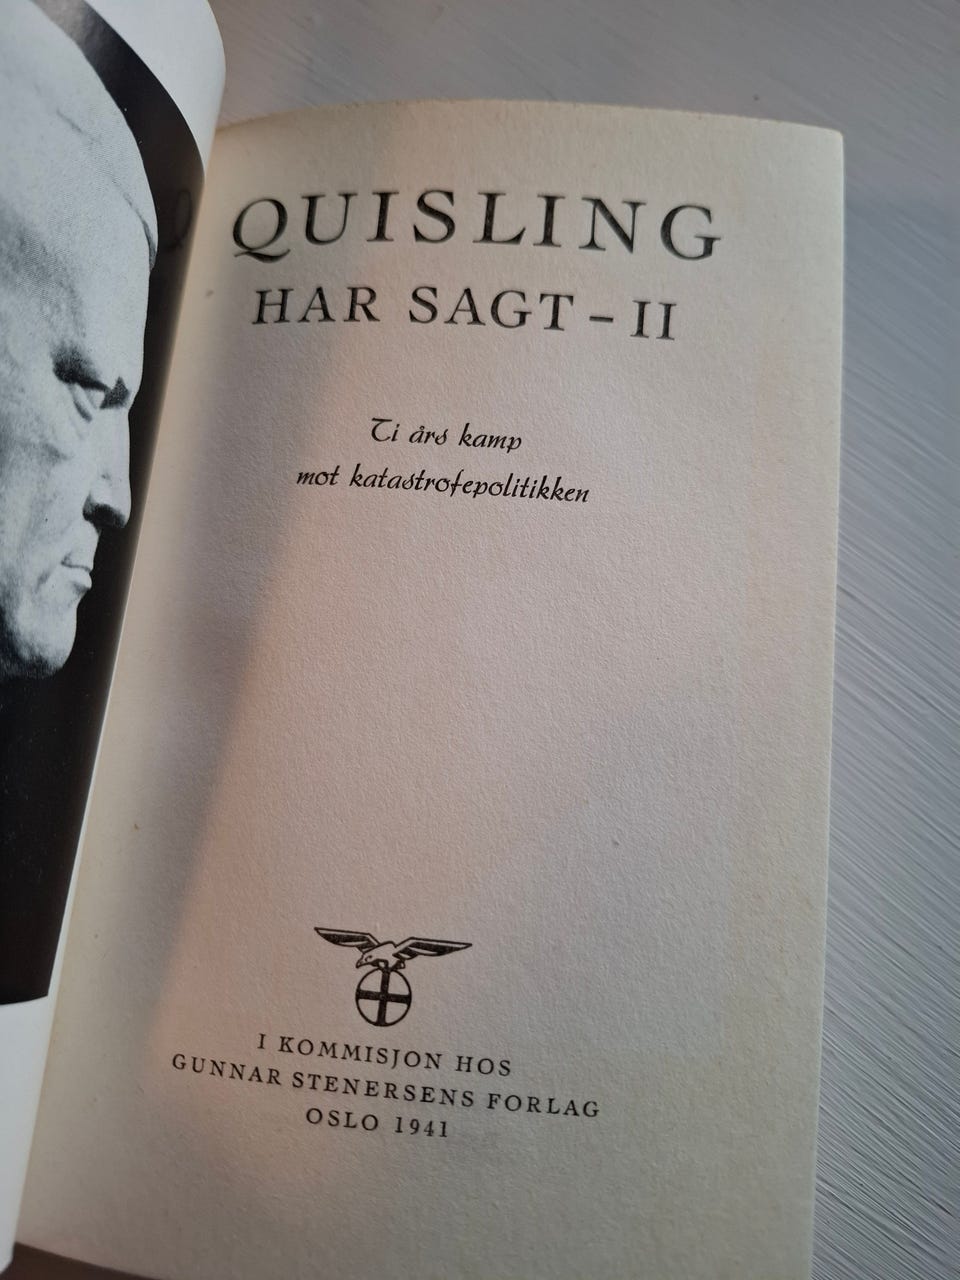 QUISLING
HAR SAGT – II
Ti års kamp
mot katastrofepolitikken
I KOMMISJON HOS
GUNNAR STENERSENS FORLAG
OSLO 1941